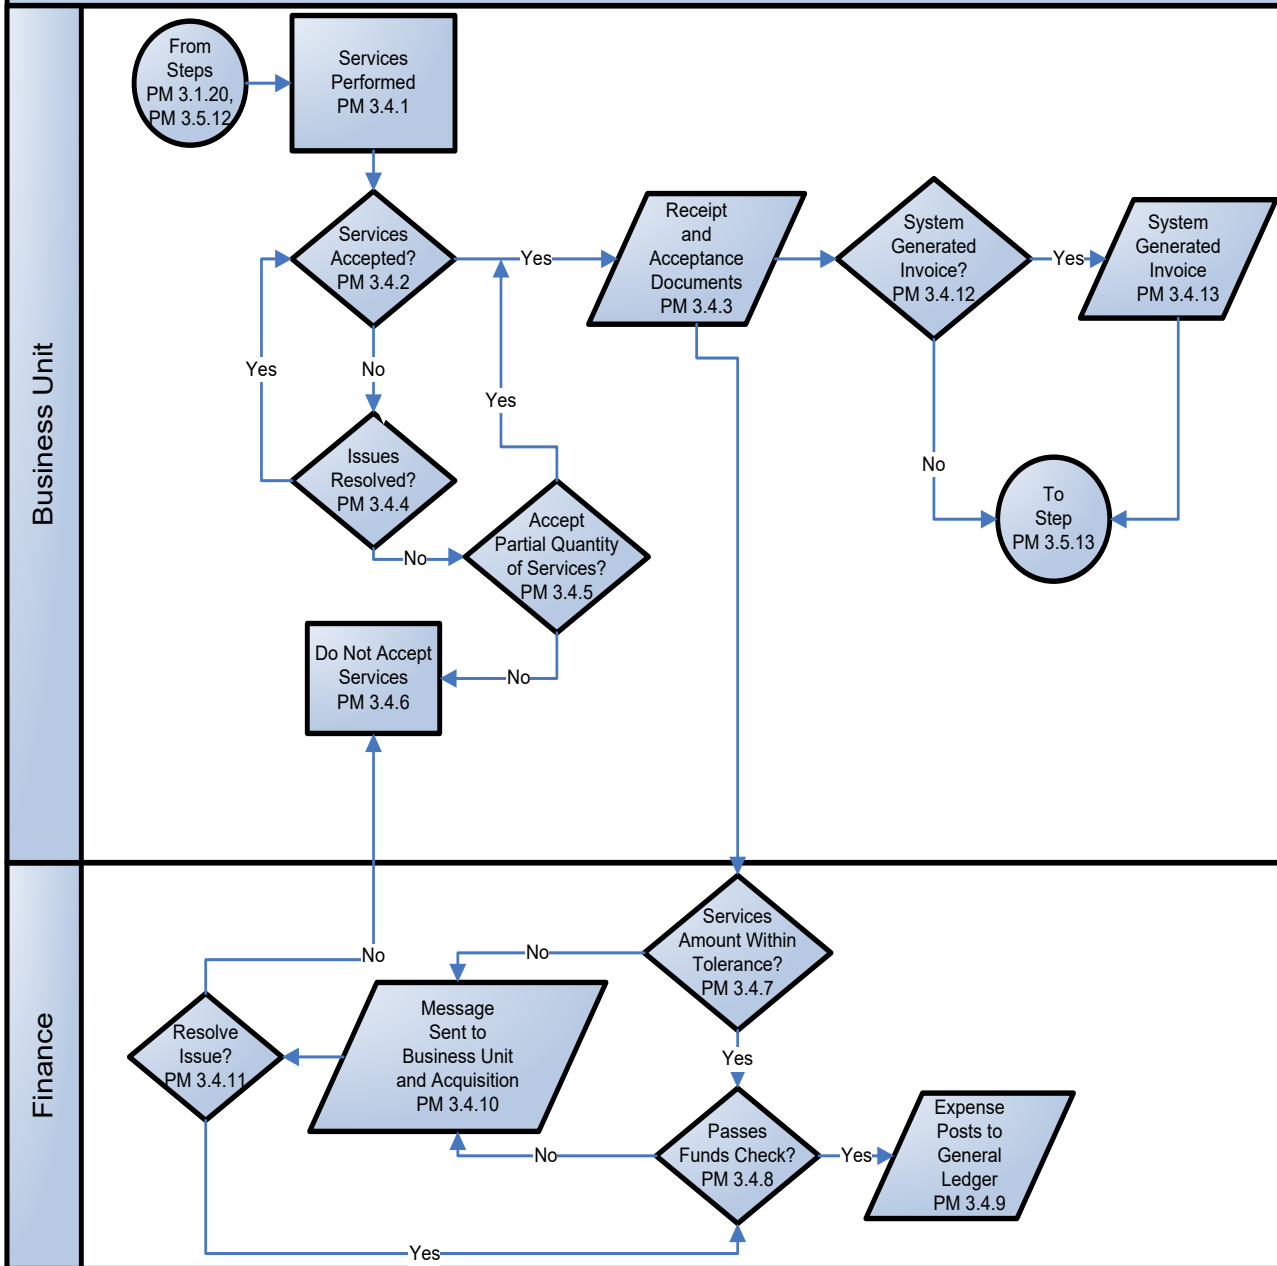 Business Unit
From
Steps
PM 3.1.20,
PM 3.5.12
Services
Performed
PM 3.4.1
Services
Accepted?
PM 3.4.2
Yes
Receipt
and
Acceptance
Documents
PM 3.4.3
System
Generated
Invoice?
PM 3.4.12
Yes
System
Generated
Invoice
PM 3.4.13
Yes
No
Yes
Issues
Resolved?
PM 3.4.4
No
Accept
Partial Quantity
of Services?
PM 3.4.5
No
To
Step
PM 3.5.13
Do Not Accept
Services
PM 3.4.6
No
Finance
Services
Amount Within
Tolerance?
PM 3.4.7
No
No
Message
Sent to
Business Unit
and Acquisition
PM 3.4.10
Resolve
Issue?
PM 3.4.11
Yes
Passes
Funds Check?
PM 3.4.8
No
Yes
Expense
Posts to
General
Ledger
PM 3.4.9
Yes